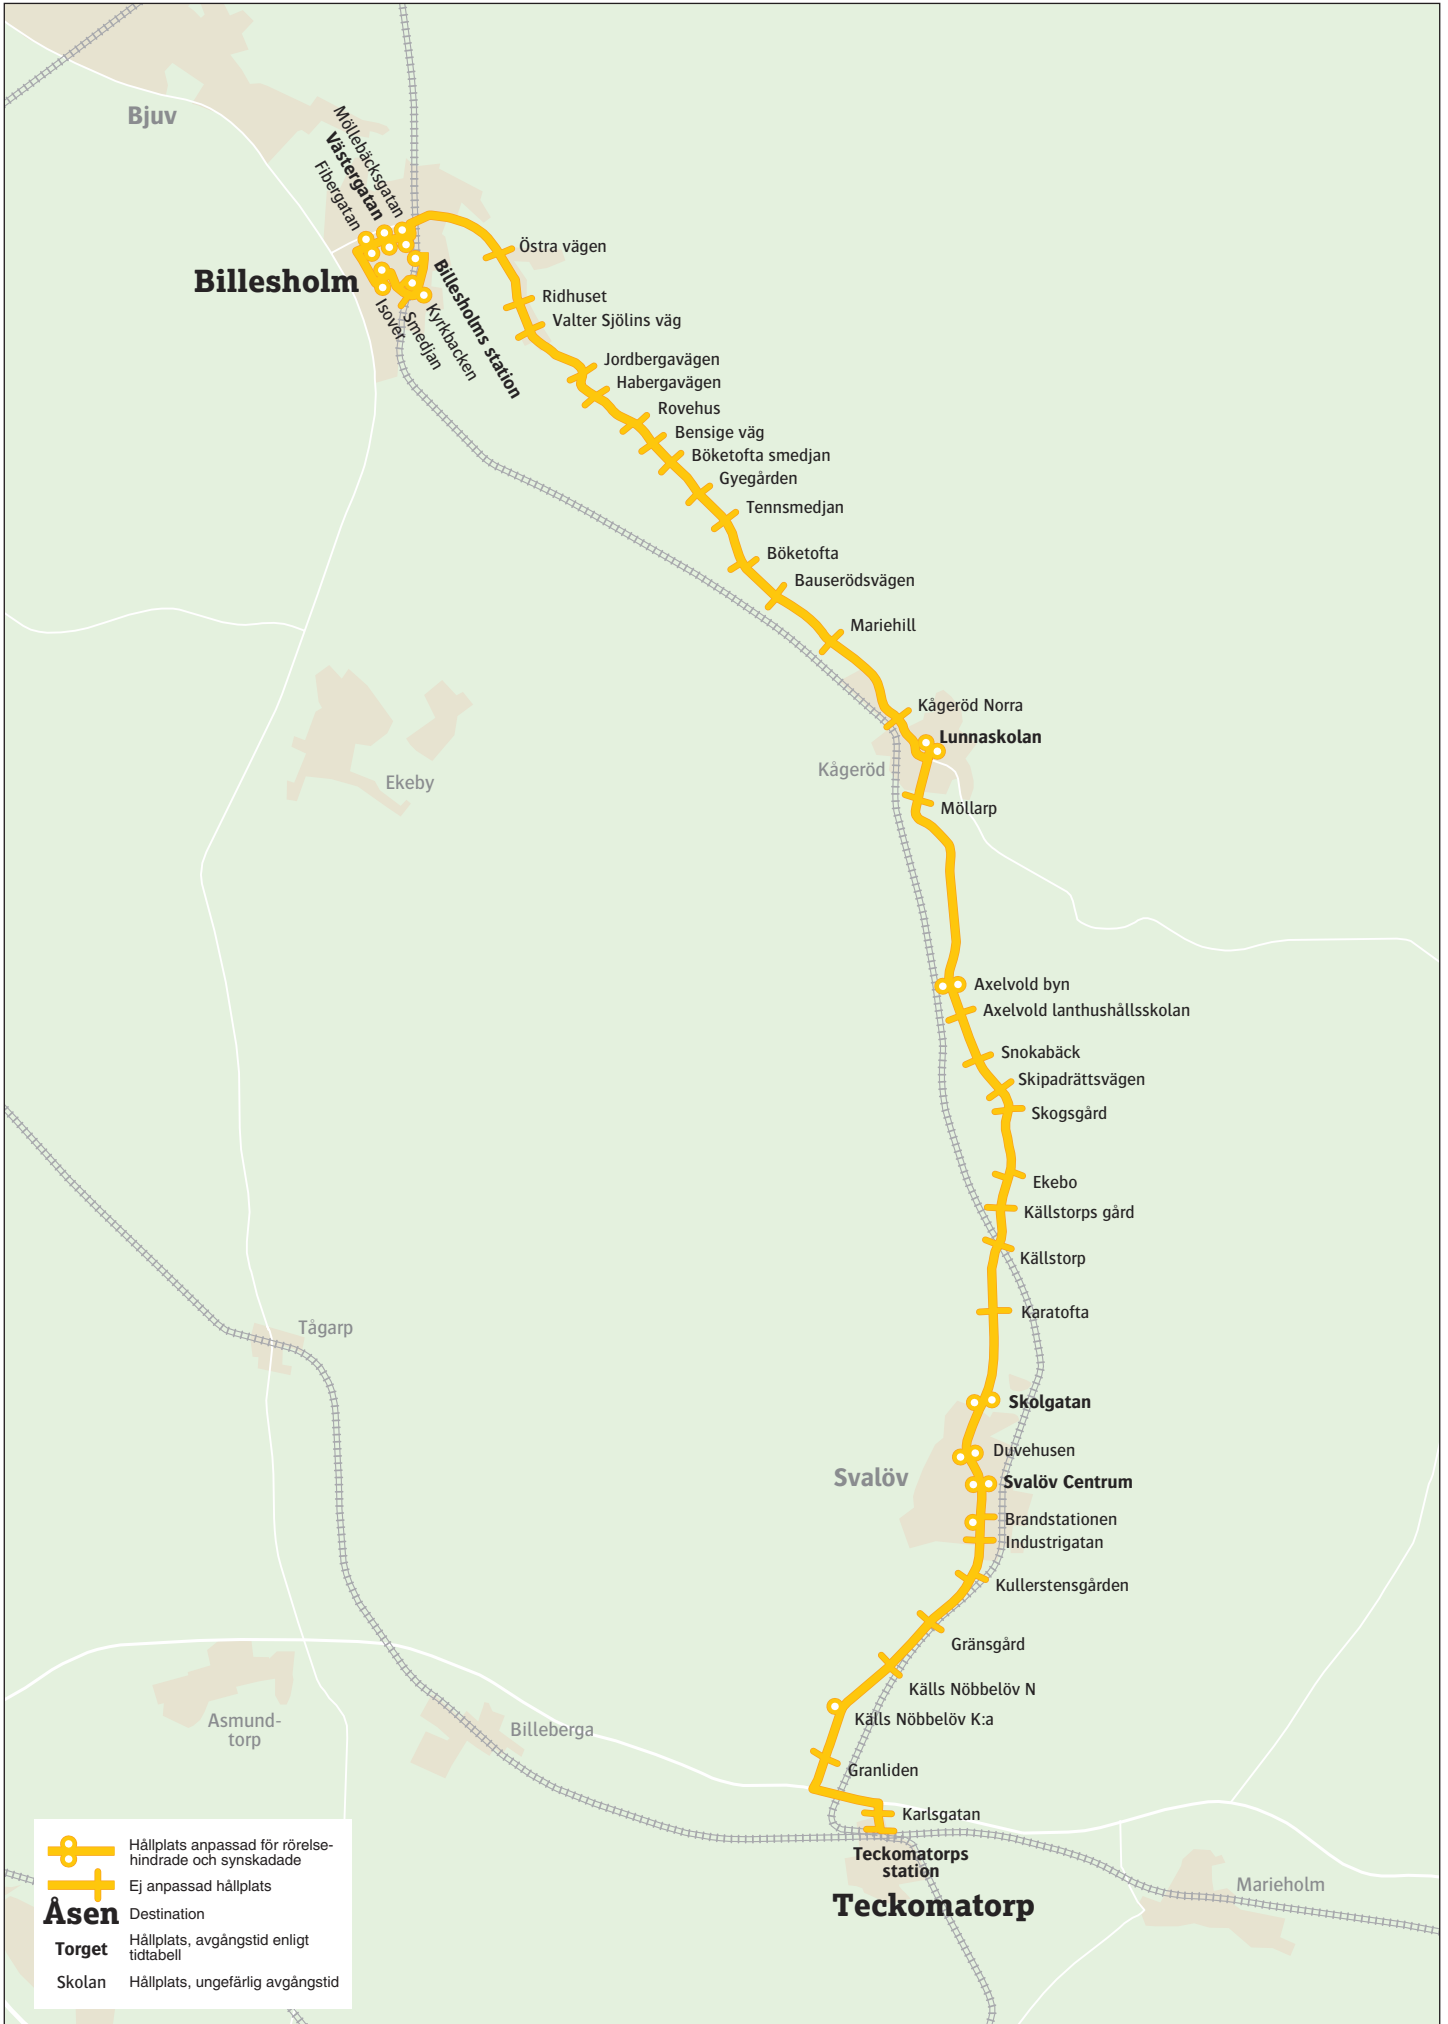 Bjuv
Möllebäcksgatan
Västergatan
Fibergatan
Billesholm
Isover
Smedjan
Kyrkbacken
Billesholms station
Östra vägen
Ridhuset
Valter Sjölins väg
Jordbergavägen
Habergavägen
Rovehus
Bensige väg
Böketofta smedjan
Gyegården
Tennsmedjan
Böketofta
Bauserödsvägen
Mariehill
Kågeröd Norra
Lunnaskolan
Kågeröd
Ekeby
Möllarp
Axelvold byn
Axelvold lanthushållsskolan
Snokabäck
Skipadrättsvägen
Skogsgård
Ekebo
Källstorps gård
Källstorp
Karatofta
Tågarp
Skolgatan
Duvehusen
Svalöv
Svalöv Centrum
Brandstationen
Industrigatan
Kullerstensgården
Gränsgård
Källs Nöbbelöv N
Källs Nöbbelöv K:a
Asmund-
torp
Billeberga
Granliden
Karlsgatan
Teckomatorps
station
Teckomatorp
Marieholm
Hållplats anpassad för rörelse-
hindrade och synskadade
Ej anpassad hållplats
Åsen Destination
Torget Hållplats, avgångstid enligt
tidtabell
Skolan Hållplats, ungefärlig avgångstid